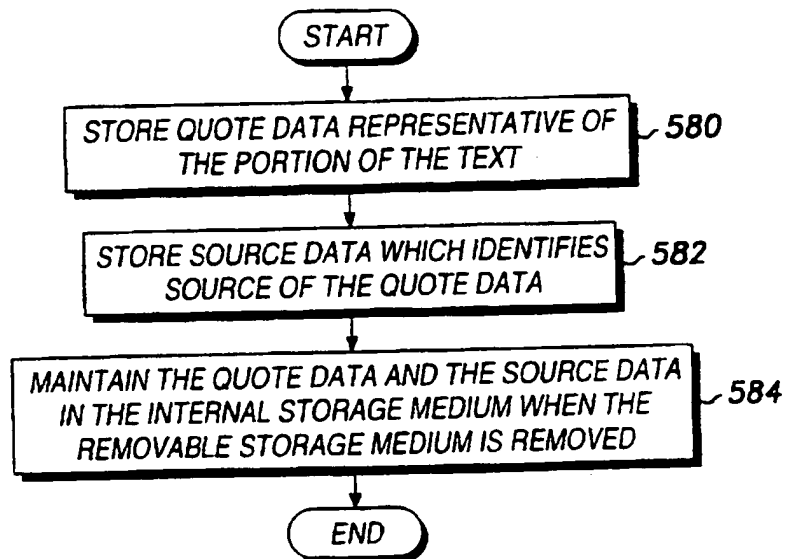 START
STORE QUOTE DATA REPRESENTATIVE OF
THE PORTION OF THE TEXT
580
STORE SOURCE DATA WHICH IDENTIFIES
SOURCE OF THE QUOTE DATA
582
MAINTAIN THE QUOTE DATA AND THE SOURCE DATA
IN THE INTERNAL STORAGE MEDIUM WHEN THE
REMOVABLE STORAGE MEDIUM IS REMOVED
584
END